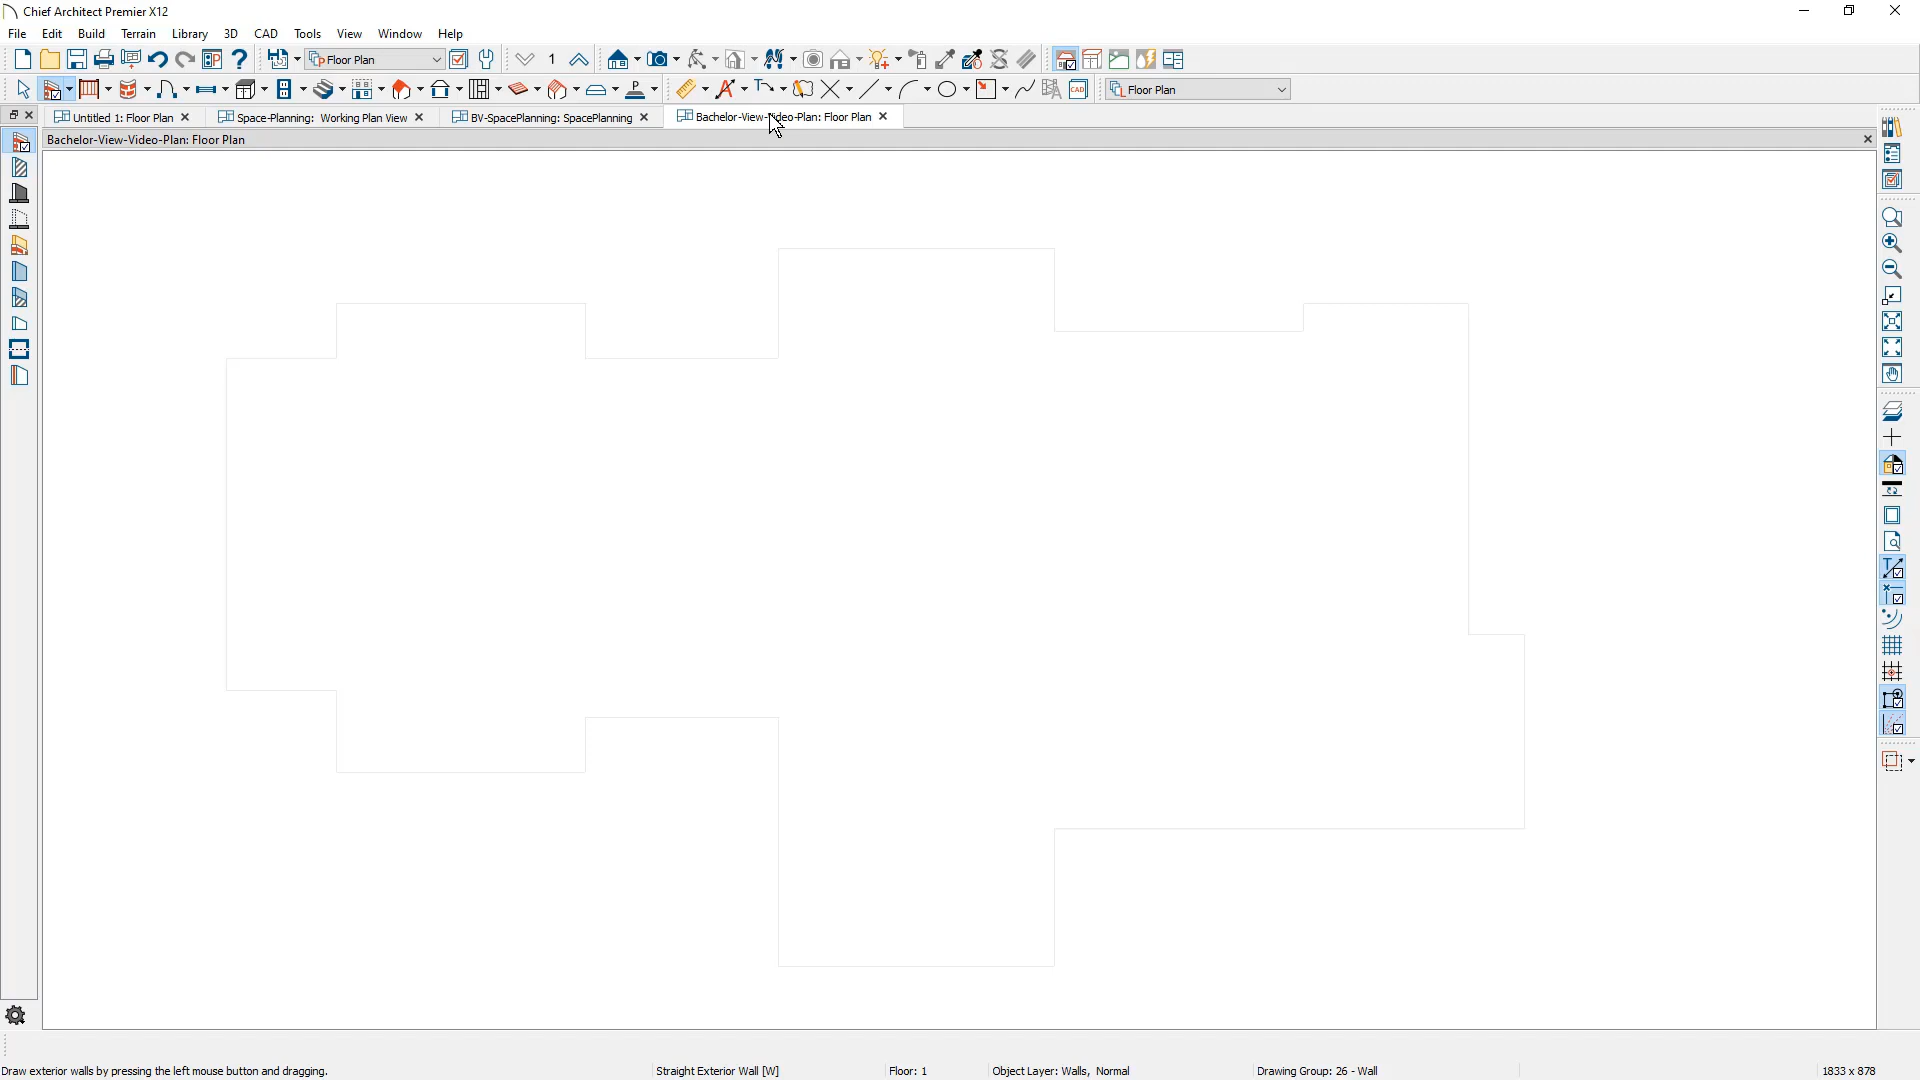 Chief Architect Premier X12
File Edit Build Terrain Library 3D CAD Tools View Window Help
Floor Plan 1
P CAD Floor Plan
Untitled 1: Floor Plan Space-Planning: Working Plan View BV-SpacePlanning: SpacePlanning Bachelor-View-Video-Plan: Floor Plan
Bachelor-View-Video-Plan: Floor Plan
Draw exterior walls by pressing the left mouse button and dragging. Straight Exterior Wall [W] Floor: 1 Object Layer: Walls, Normal Drawing Group: 26 - Wall 1833 x 878